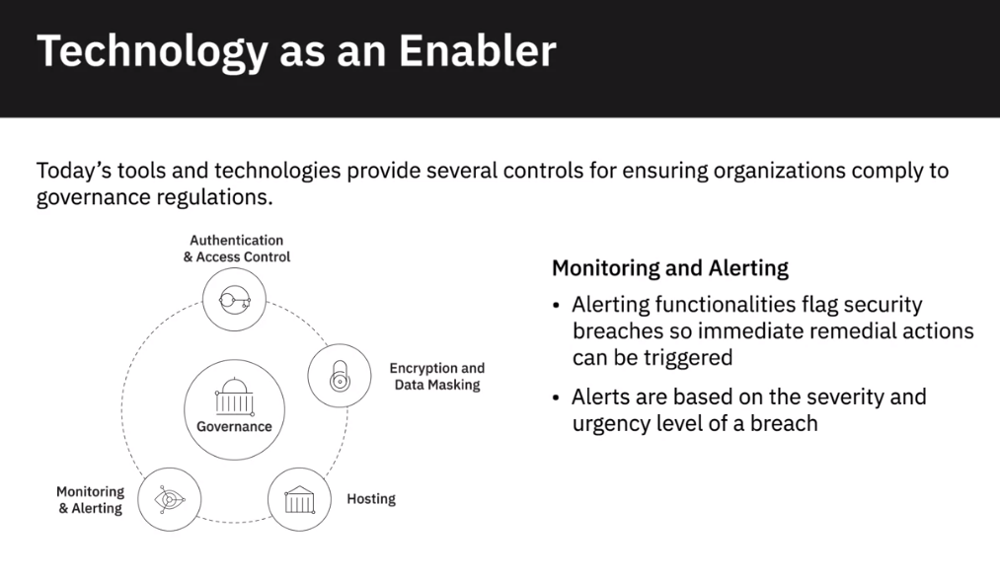 Technology as an Enabler
Today's tools and technologies provide several controls for ensuring organizations comply to
governance regulations.
Authentication
& Access Control
Encryption and
Data Masking
Governance
Monitoring
& Alerting
Hosting
Monitoring and Alerting
• Alerting functionalities flag security
breaches so immediate remedial actions
can be triggered
• Alerts are based on the severity and
urgency level of a breach